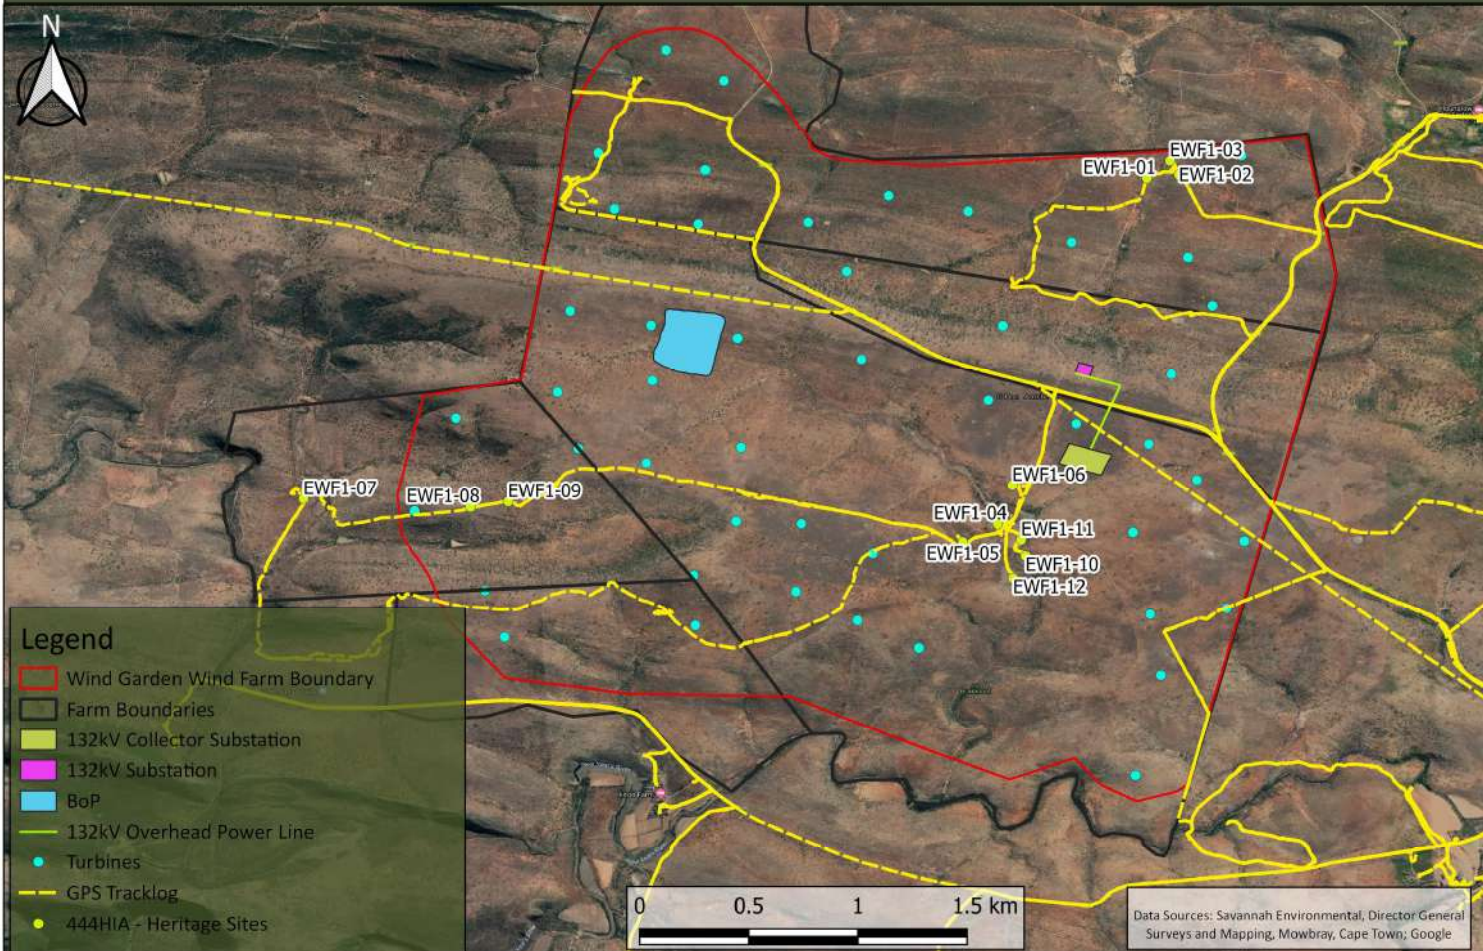 N
EWF1-03
EWF1-01
EWF1-02
EWF1-07
EWF1-08
EWF1-09
EWF1-06
EWF1-04
EWF1-11
EWF1-05
EWF1-10
EWF1-12
Legend
Wind Garden Wind Farm Boundary
Farm Boundaries
132kV Collector Substation
132kV Substation
BoP
132kV Overhead Power Line
Turbines
GPS Tracklog
444HIA - Heritage Sites
0 0.5 1 1.5 km
Data Sources: Savannah Environmental, Director General
Surveys and Mapping, Mowbray, Cape Town; Google